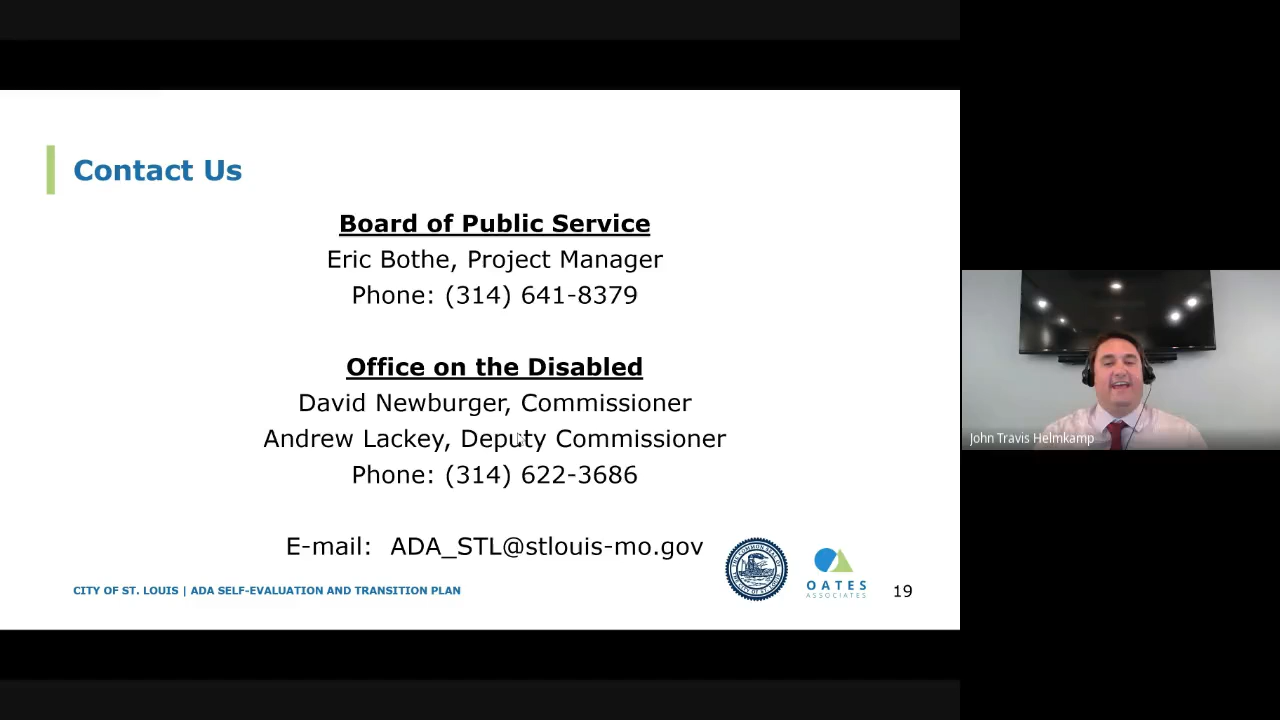 Contact Us
Board of Public Service
Eric Bothe, Project Manager
Phone: (314) 641-8379
Office on the Disabled
David Newburger, Commissioner
Andrew Lackey, Deputy Commissioner
Phone: (314) 622-3686
E-mail: ADA_STL@stlouis-mo.gov
CITY OF ST. LOUIS | ADA SELF-EVALUATION AND TRANSITION PLAN
OATES
ASSOCIATES
19
John Travis Helmkamp